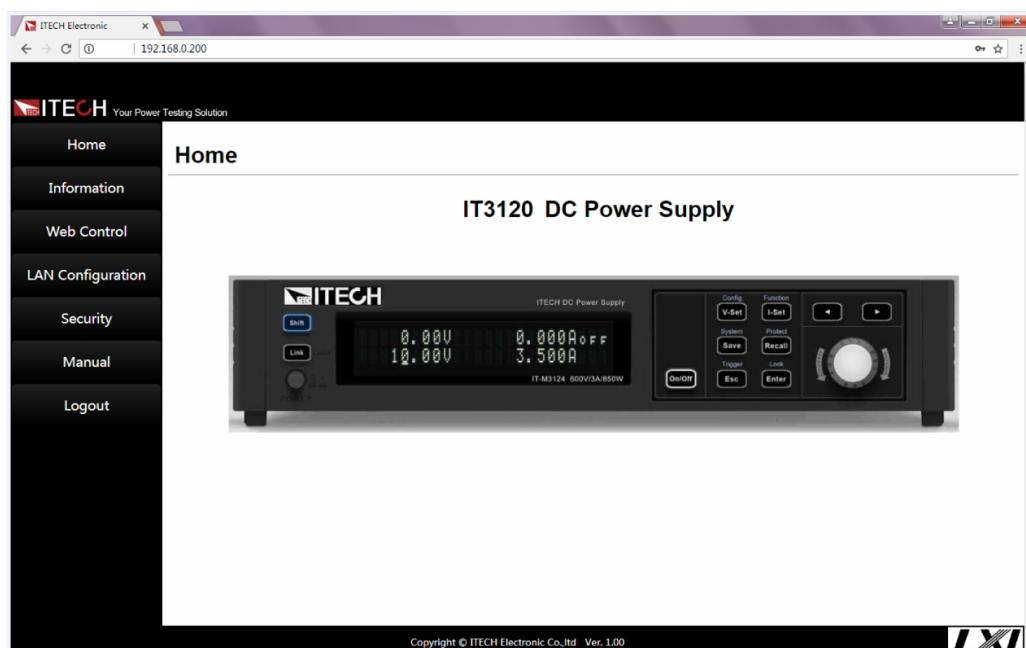 ITECH Electronic
192.168.0.200
ITECH Your Power Testing Solution
Home
Information
Web Control
LAN Configuration
Security
Manual
Logout
Home
IT3120 DC Power Supply
ITECH
ITECH DC Power Supply
Shift
Link
0.00V 0.000A OFF
10.00V 3.500A
IT-M3124 600V/3A/850W
On/Off
Config Function
V-Set I-Set
System Protect
Save Recall
Trigger Lock
Esc Enter
Copyright © ITECH Electronic Co.,ltd Ver. 1.00
LXI